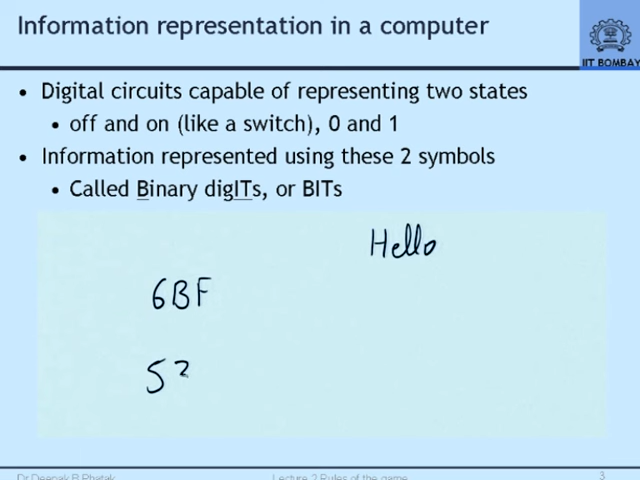 Information representation in a computer
IIT BOMBAY
• Digital circuits capable of representing two states
• off and on (like a switch), 0 and 1
• Information represented using these 2 symbols
• Called Binary digITs, or BITs
Hello
6BF
53
Dr Deepak B Phatak
Lecture 2 Rules of the game
3